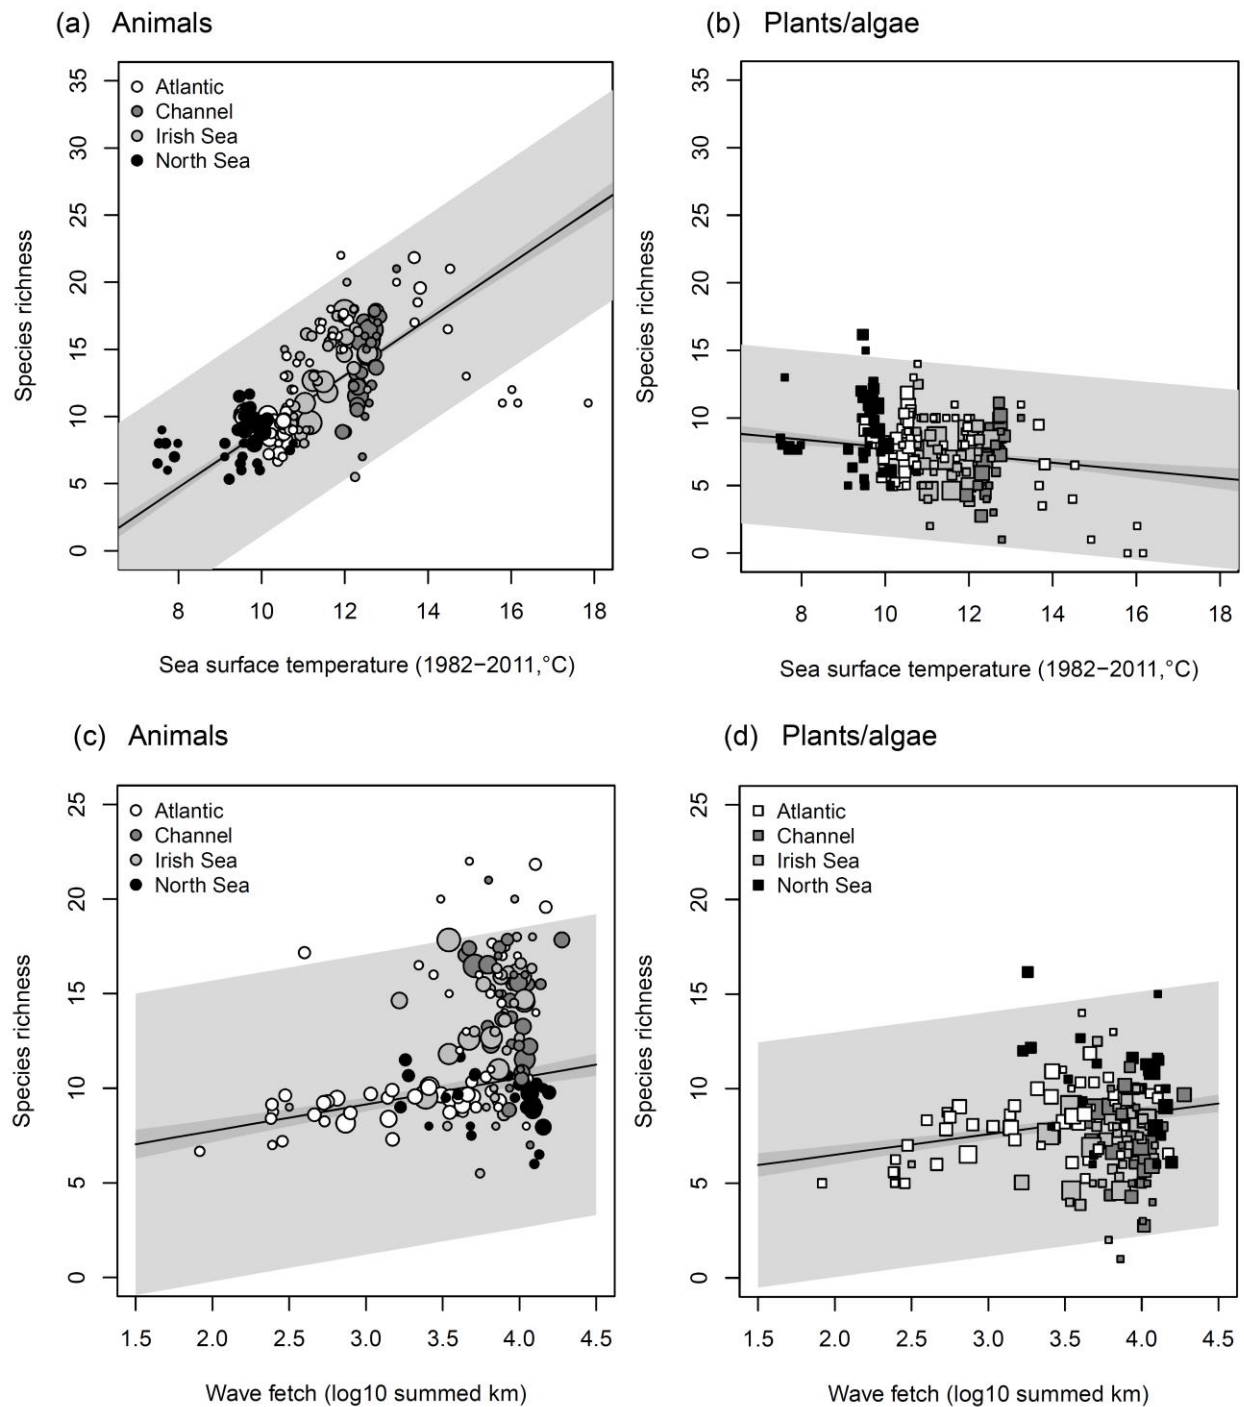 (a) Animals
Atlantic
Channel
Irish Sea
North Sea
Species richness
35
30
25
20
15
10
5
0
8 10 12 14 16 18
Sea surface temperature (1982−2011,°C)
(b) Plants/algae
Species richness
35
30
25
20
15
10
5
0
8 10 12 14 16 18
Sea surface temperature (1982−2011,°C)
(c) Animals
Atlantic
Channel
Irish Sea
North Sea
Species richness
25
20
15
10
5
0
1.5 2.0 2.5 3.0 3.5 4.0 4.5
Wave fetch (log10 summed km)
(d) Plants/algae
Atlantic
Channel
Irish Sea
North Sea
Species richness
25
20
15
10
5
0
1.5 2.0 2.5 3.0 3.5 4.0 4.5
Wave fetch (log10 summed km)